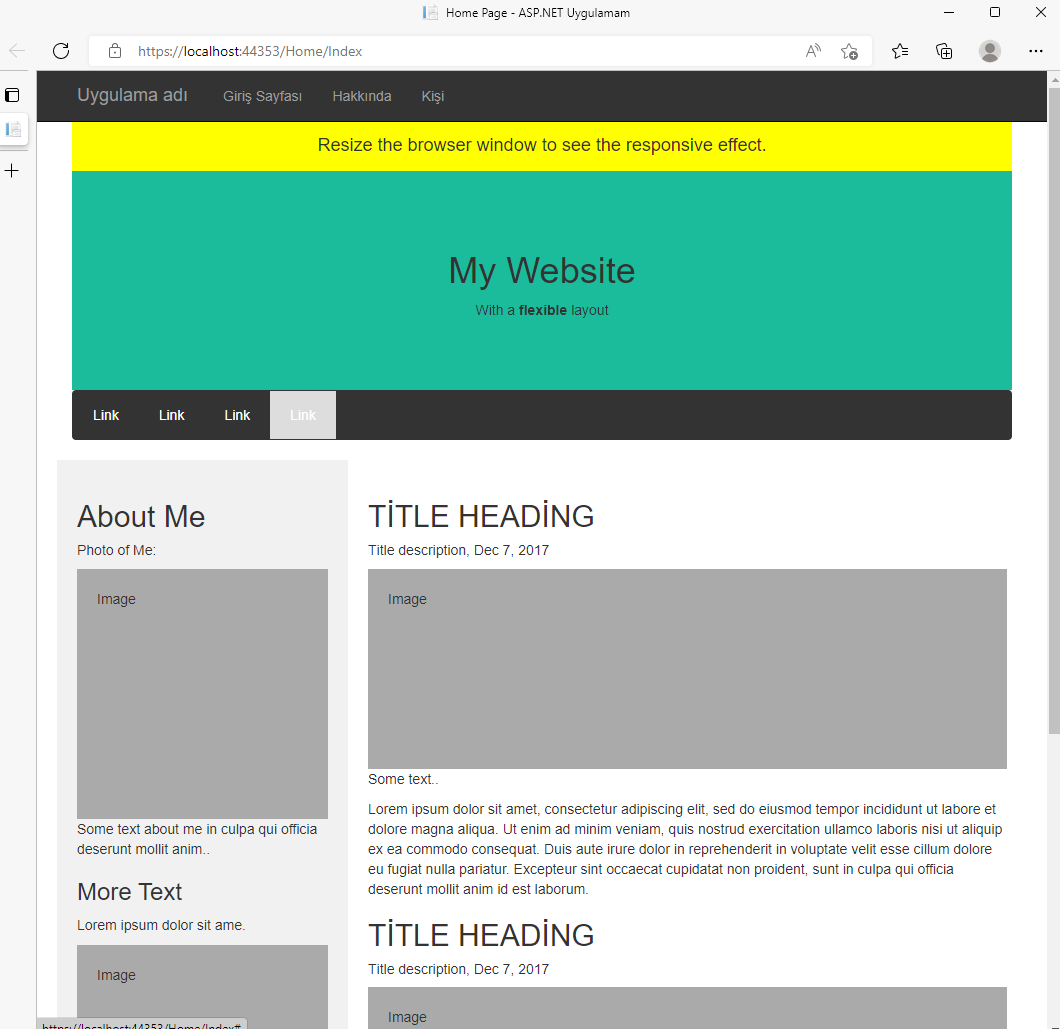 Home Page - ASP.NET Uygulamam
https://localhost:44353/Home/Index
Uygulama adı Giriş Sayfası Hakkında Kişi
Resize the browser window to see the responsive effect.
My Website
With a flexible layout
Link Link Link Link
About Me
Photo of Me:
Image
Some text about me in culpa qui officia
deserunt mollit anim..
More Text
Lorem ipsum dolor sit ame.
Image
TİTLE HEADİNG
Title description, Dec 7, 2017
Image
Some text..
Lorem ipsum dolor sit amet, consectetur adipiscing elit, sed do eiusmod tempor incididunt ut labore et
dolore magna aliqua. Ut enim ad minim veniam, quis nostrud exercitation ullamco laboris nisi ut aliquip
ex ea commodo consequat. Duis aute irure dolor in reprehenderit in voluptate velit esse cillum dolore
eu fugiat nulla pariatur. Excepteur sint occaecat cupidatat non proident, sunt in culpa qui officia
deserunt mollit anim id est laborum.
TİTLE HEADİNG
Title description, Dec 7, 2017
Image
https://localhost:44353/Home/Index#